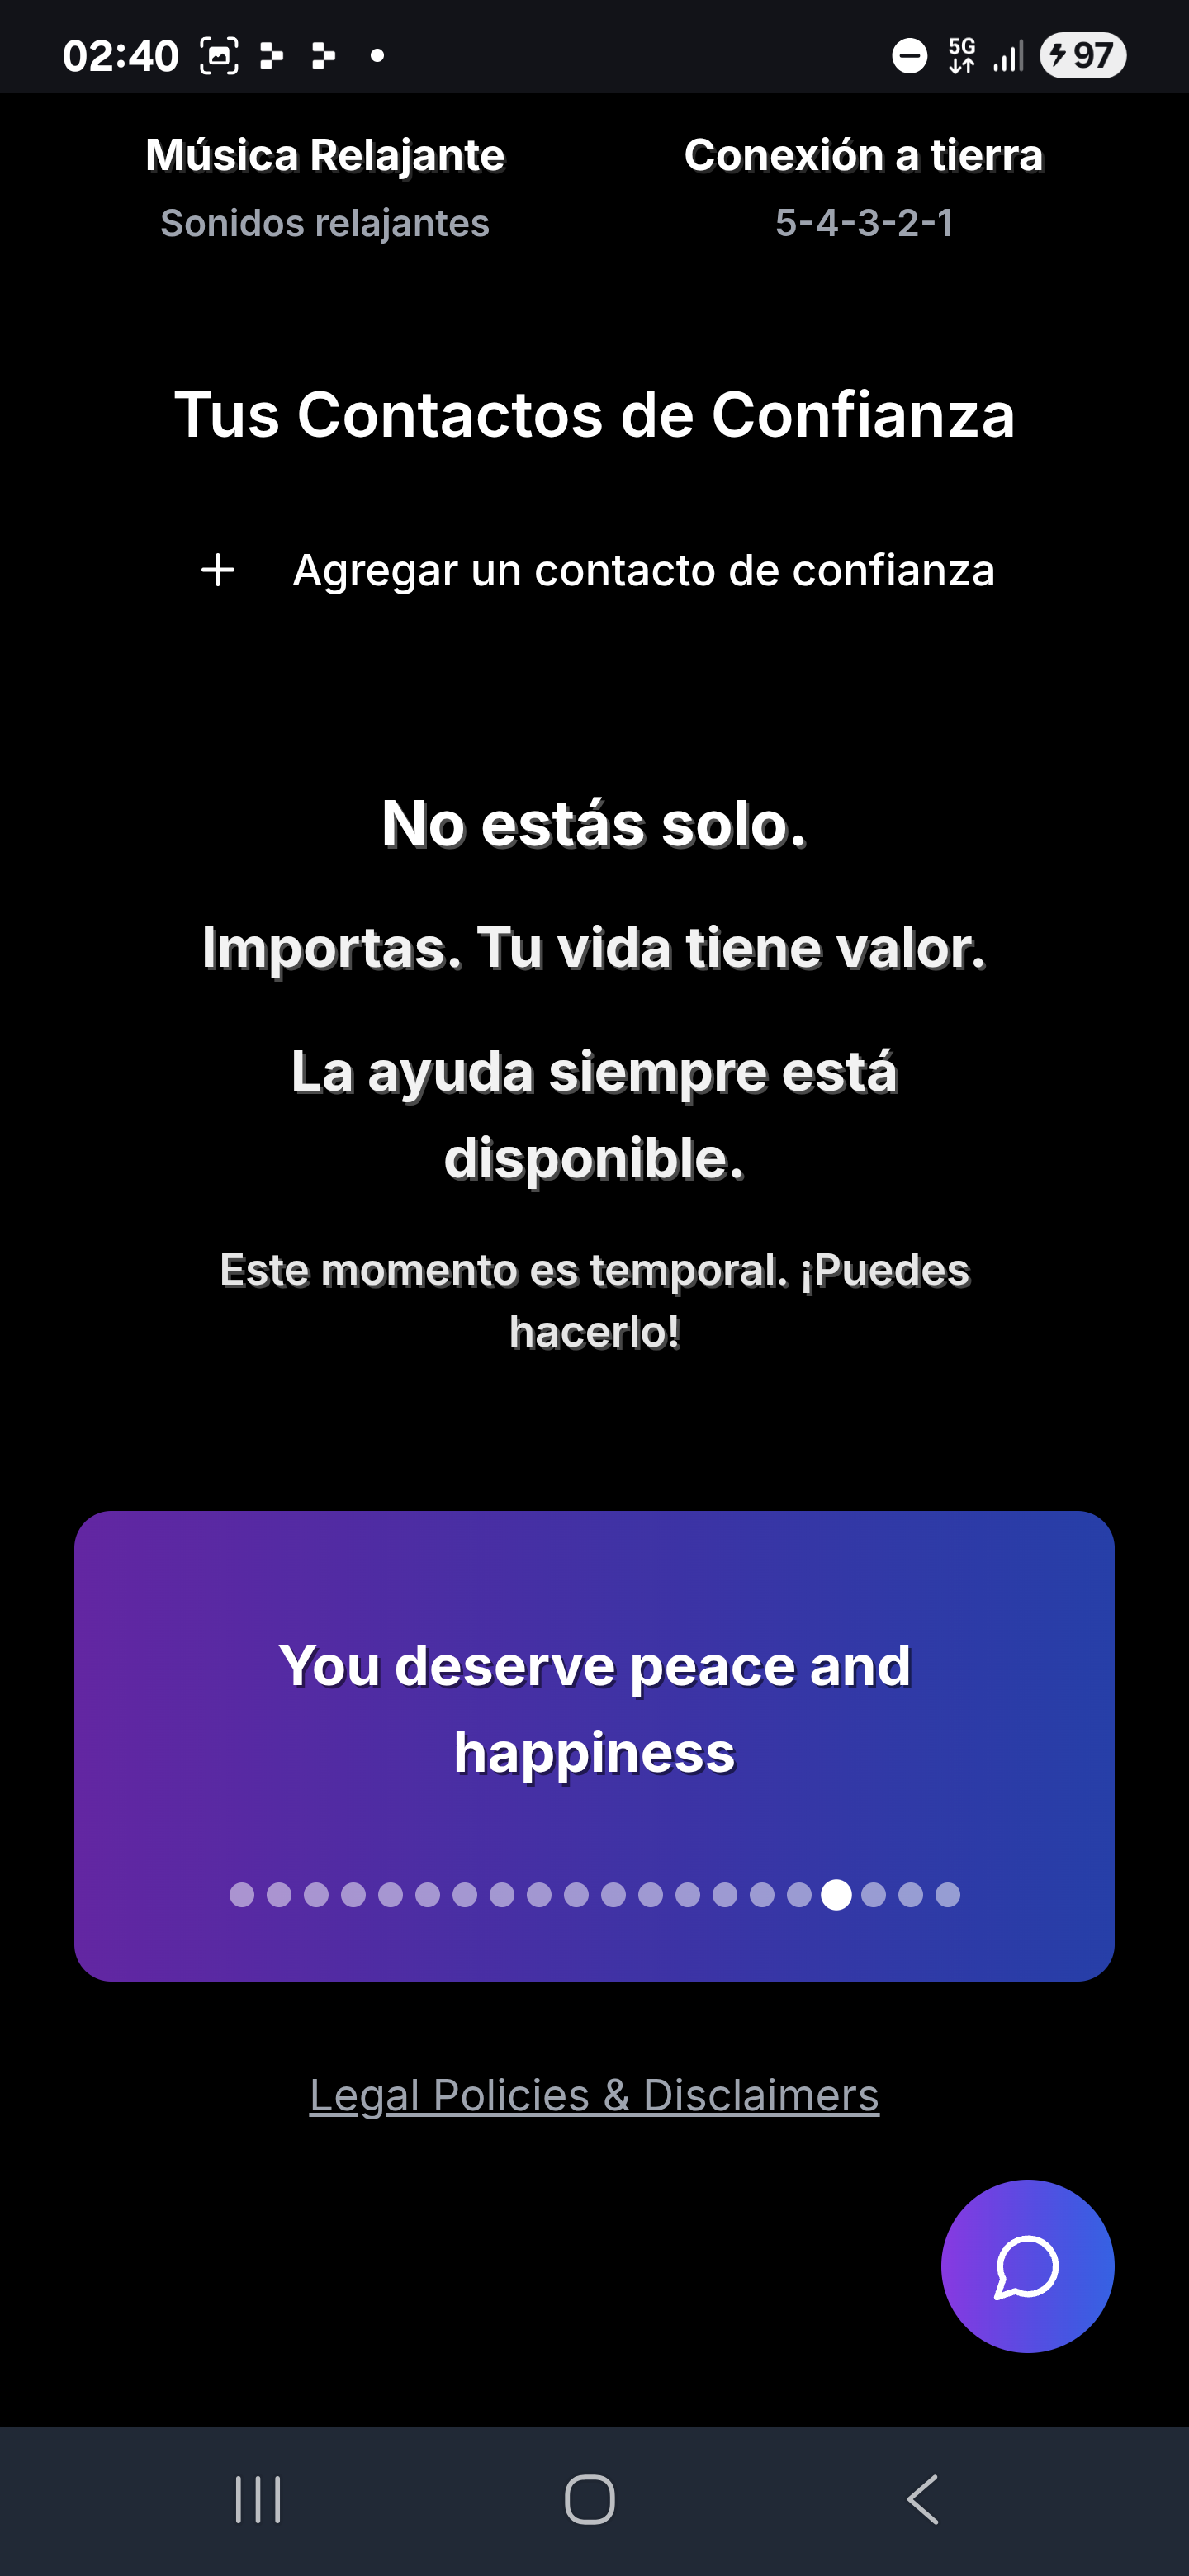 02:40 5G 97
Música Relajante
Sonidos relajantes
Conexión a tierra
5-4-3-2-1
Tus Contactos de Confianza
+ Agregar un contacto de confianza
No estás solo.
Importas. Tu vida tiene valor.
La ayuda siempre está
disponible.
Este momento es temporal. ¡Puedes
hacerlo!
You deserve peace and
happiness
Legal Policies & Disclaimers